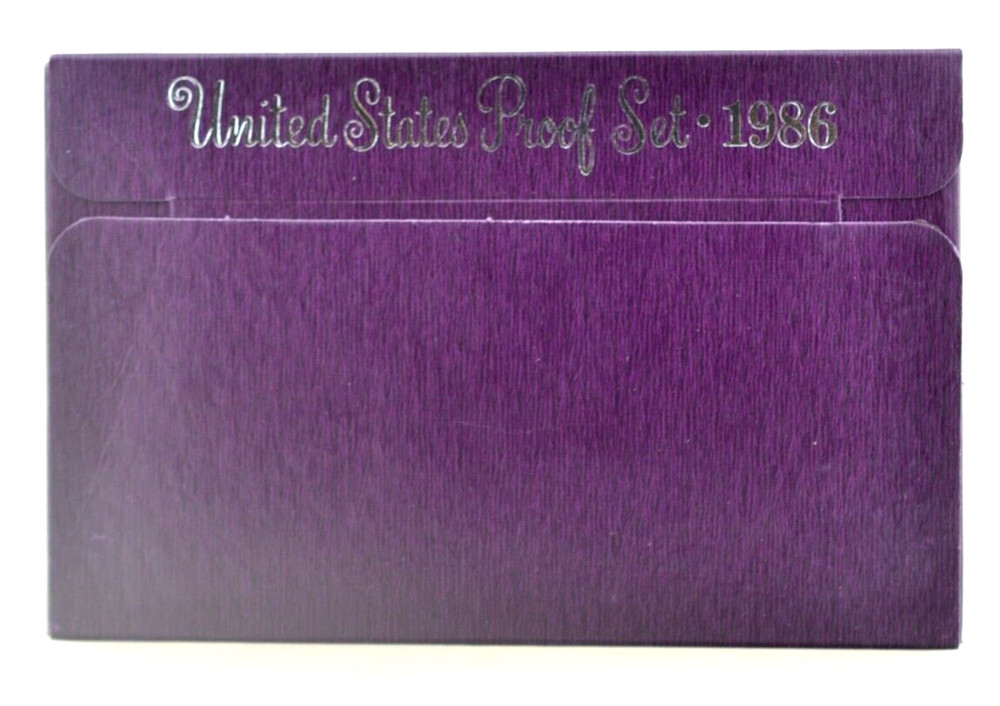 United States Proof Set · 1986